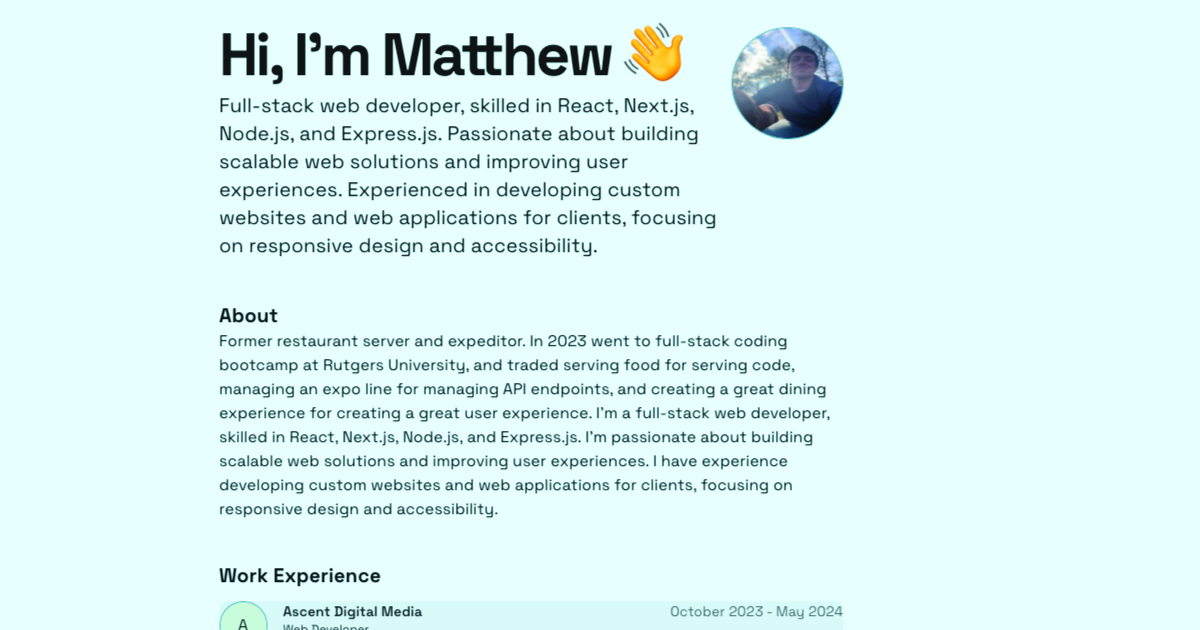 Hi, I'm Matthew 👋
Full-stack web developer, skilled in React, Next.js,
Node.js, and Express.js. Passionate about building
scalable web solutions and improving user
experiences. Experienced in developing custom
websites and web applications for clients, focusing
on responsive design and accessibility.
About
Former restaurant server and expeditor. In 2023 went to full-stack coding
bootcamp at Rutgers University, and traded serving food for serving code,
managing an expo line for managing API endpoints, and creating a great dining
experience for creating a great user experience. I'm a full-stack web developer,
skilled in React, Next.js, Node.js, and Express.js. I'm passionate about building
scalable web solutions and improving user experiences. I have experience
developing custom websites and web applications for clients, focusing on
responsive design and accessibility.
Work Experience
A
Ascent Digital Media October 2023 - May 2024
Web Developer